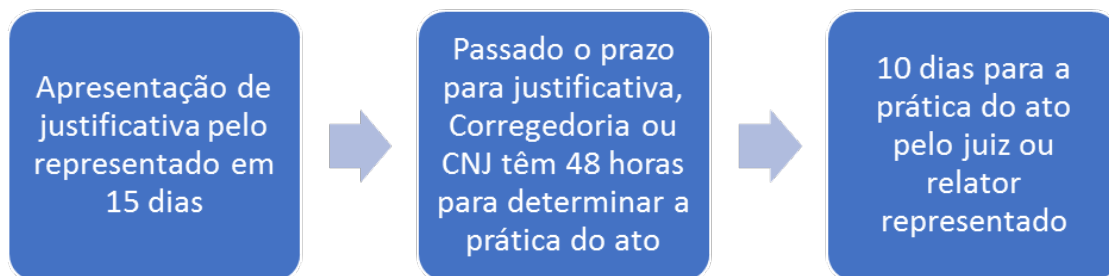 Apresentação de
justificativa pelo
representado em
15 dias
Passado o prazo
para justificativa,
Corregedoria ou
CNJ têm 48 horas
para determinar a
prática do ato
10 dias para a
prática do ato
pelo juiz ou
relator
representado